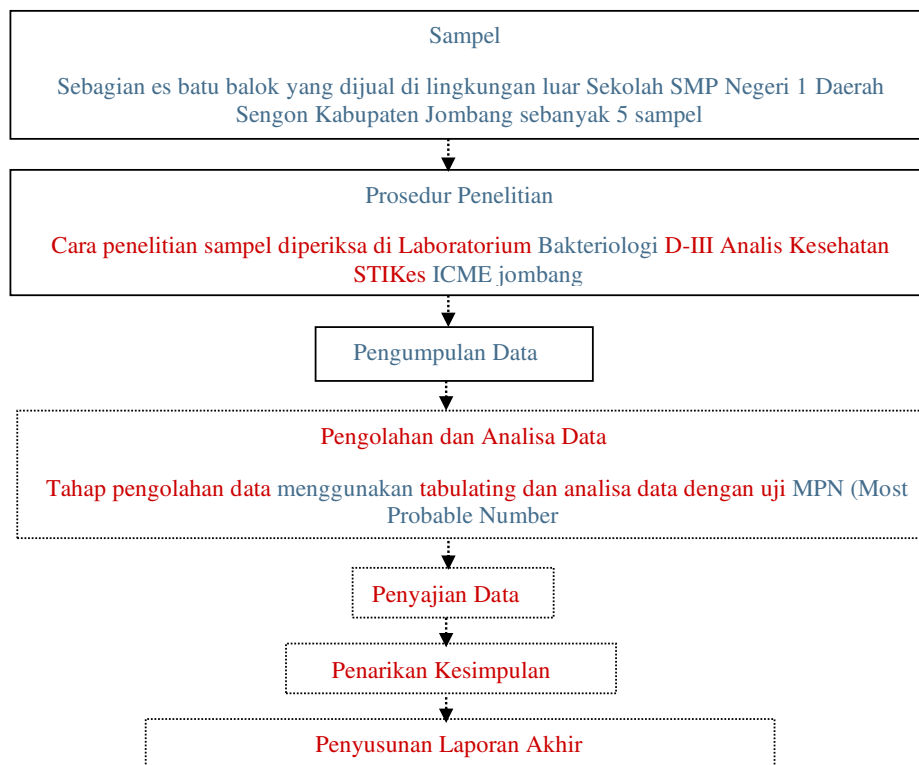 Sampel
Sebagian es batu balok yang dijual di lingkungan luar Sekolah SMP Negeri 1 Daerah
Sengon Kabupaten Jombang sebanyak 5 sampel
Prosedur Penelitian
Cara penelitian sampel diperiksa di Laboratorium Bakteriologi D-III Analis Kesehatan
STIKes ICME jombang
Pengumpulan Data
Pengolahan dan Analisa Data
Tahap pengolahan data menggunakan tabulating dan analisa data dengan uji MPN (Most
Probable Number
Penyajian Data
Penarikan Kesimpulan
Penyusunan Laporan Akhir